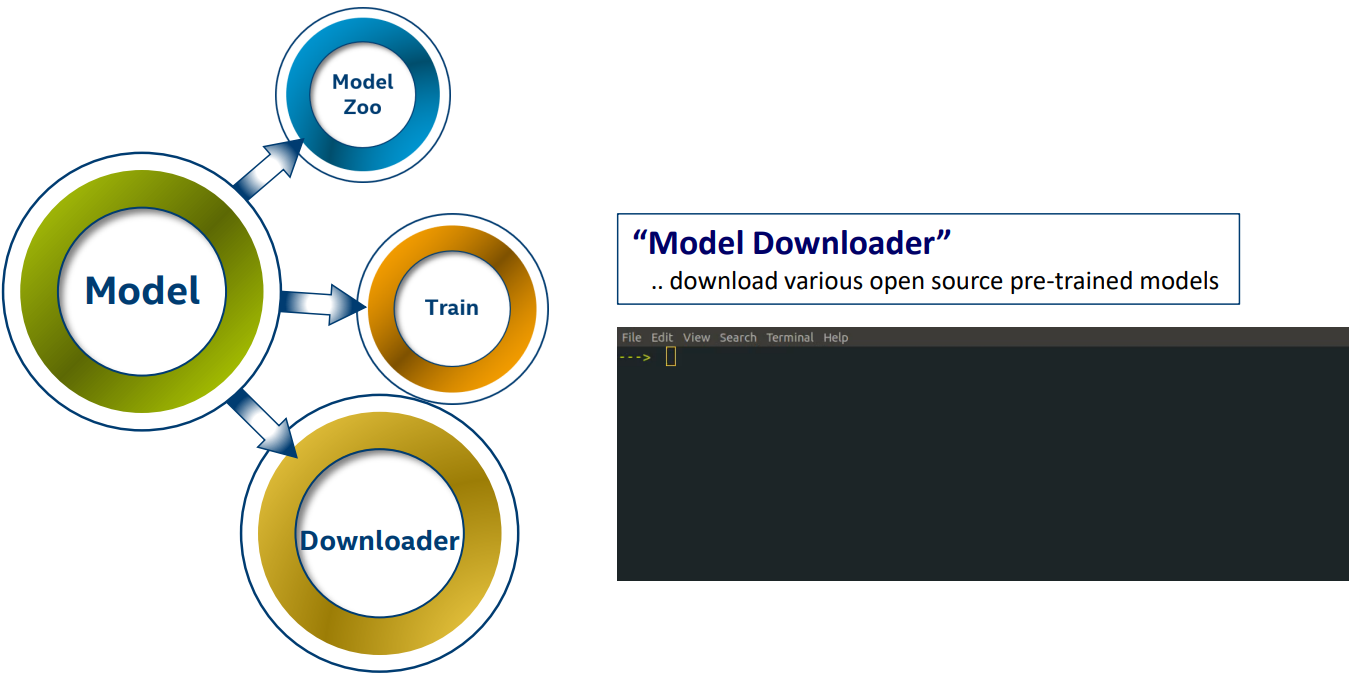 Model
Zoo
Model
Train
Downloader
“Model Downloader”
.. download various open source pre-trained models
File Edit View Search Terminal Help
--->